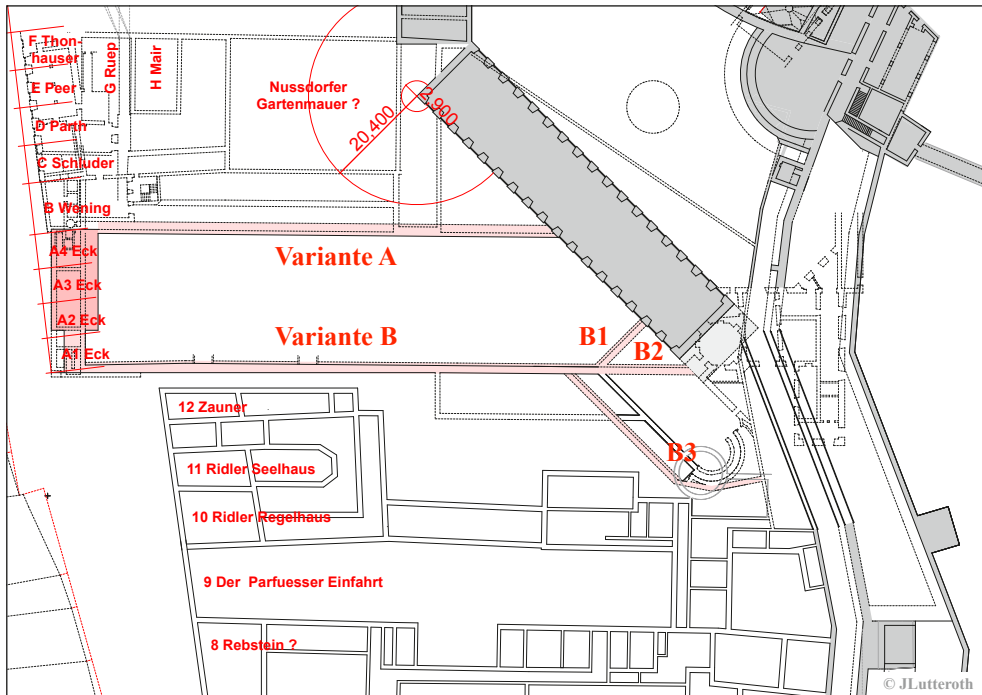 F Thon-
hauser
E Peer
D Parth
C Schluder
B Wening
G Ruep
H Mair
Nussdorfer
Gartenmauer ?
20,400
2,900
A4 Eck
A3 Eck
A2 Eck
A1 Eck
Variante A
Variante B
B1
B2
B3
12 Zauner
11 Ridler Seelhaus
10 Ridler Regelhaus
9 Der Parfuesser Einfahrt
8 Rebstein ?
© JLutteroth